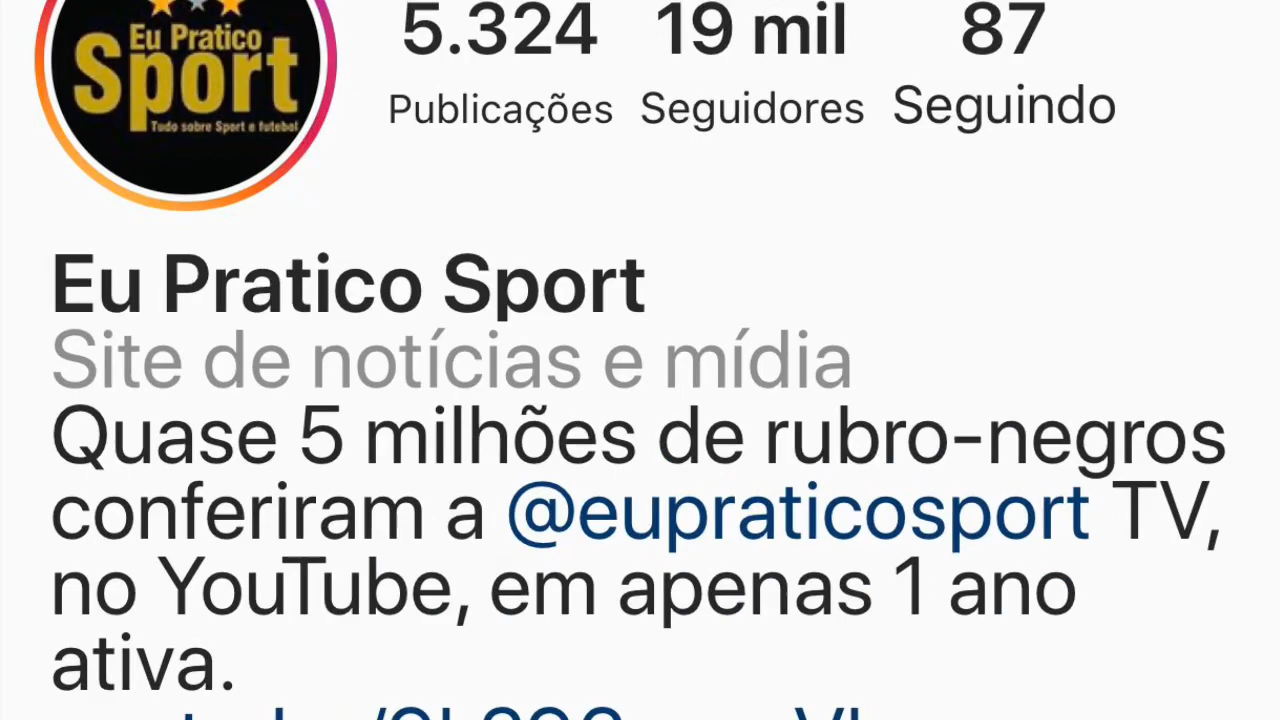 Eu Pratico
Sport
Tudo sobre Sport e futebol
5.324 19 mil 87
Publicações Seguidores Seguindo
Eu Pratico Sport
Site de notícias e mídia
Quase 5 milhões de rubro-negros
conferiram a @eupraticosport TV,
no YouTube, em apenas 1 ano
ativa.